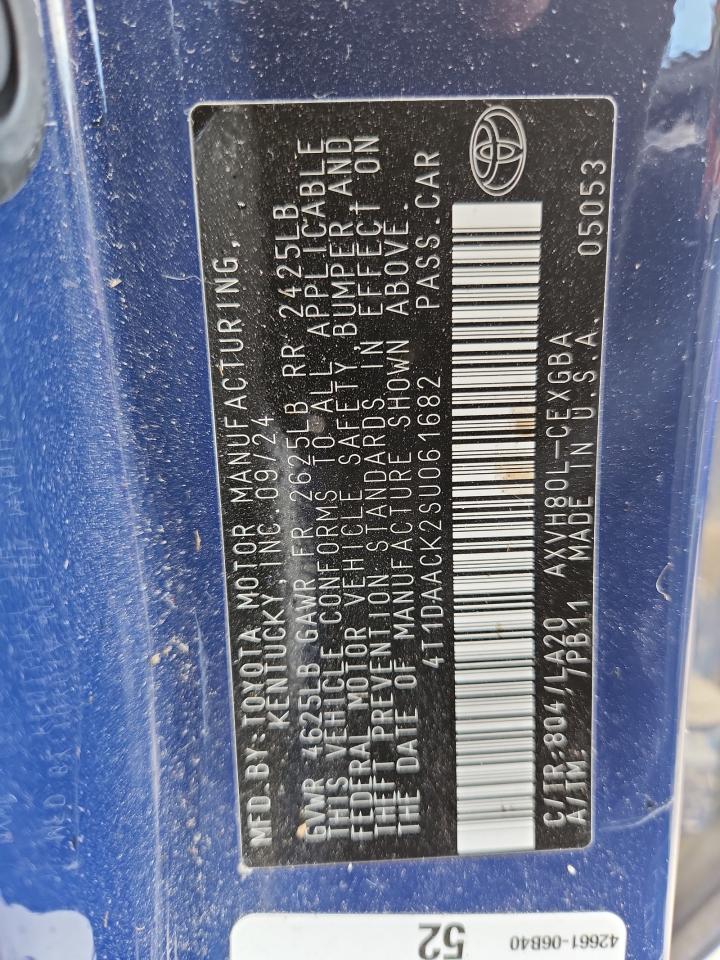 MFD.BY:TOYOTA MOTOR MANUFACTURING,
KENTUCKY,INC.09/24
GVWR 4625LB GAWR FR 2625LB RR 2425LB
THIS VEHICLE CONFORMS TO ALL APPLICABLE
FEDERAL MOTOR VEHICLE SAFETY, BUMPER AND
THEFT PREVENTION STANDARDS IN EFFECT ON
THE DATE OF MANUFACTURE SHOWN ABOVE.
4T1DAACK2SU061682 PASS.CAR
C/TR:8Q4/LA20 AXVH80L-CEXGBA
A/TM: /PB11 MADE IN U.S.A. 05053
52
42661-06B40